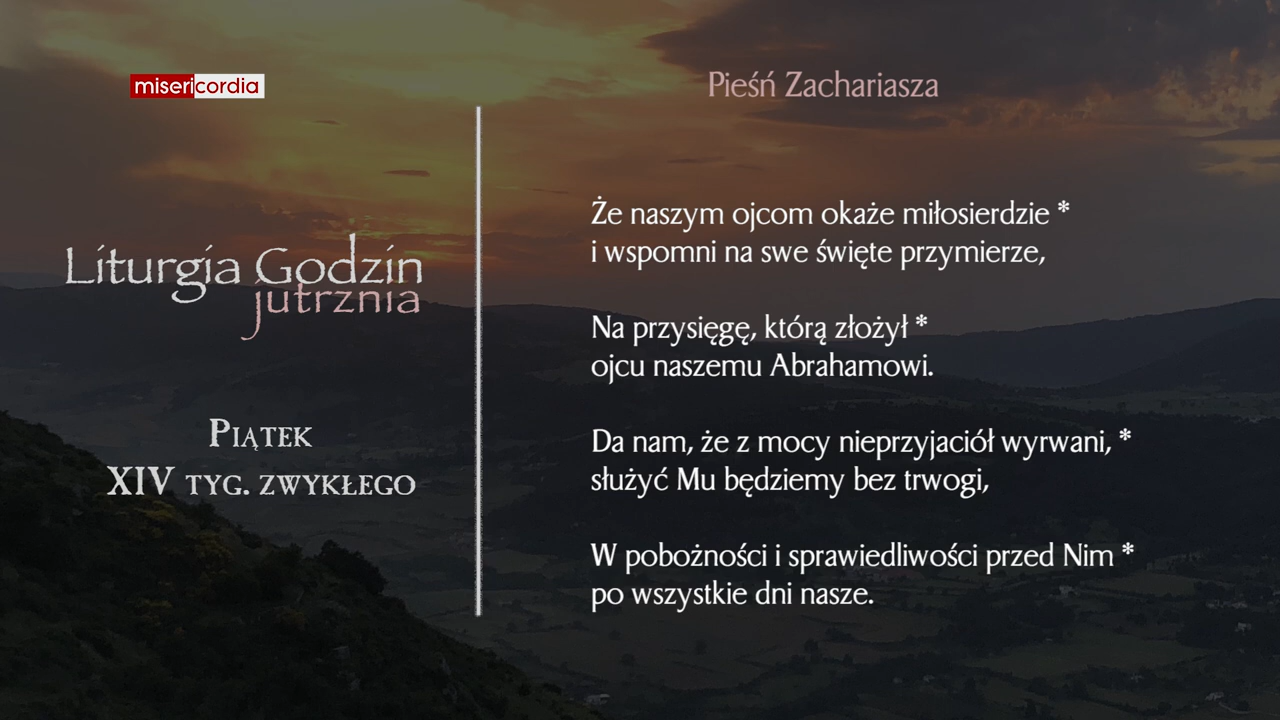 misericordia
Liturgia Godzin
jutrznia
Piątek
XIV tyg. zwykłego
Pieśń Zachariasza
Że naszym ojcom okaże miłosierdzie *
i wspomni na swe święte przymierze,
Na przysięgę, którą złożył *
ojcu naszemu Abrahamowi.
Da nam, że z mocy nieprzyjaciół wyrwani, *
służyć Mu będziemy bez trwogi,
W pobożności i sprawiedliwości przed Nim *
po wszystkie dni nasze.